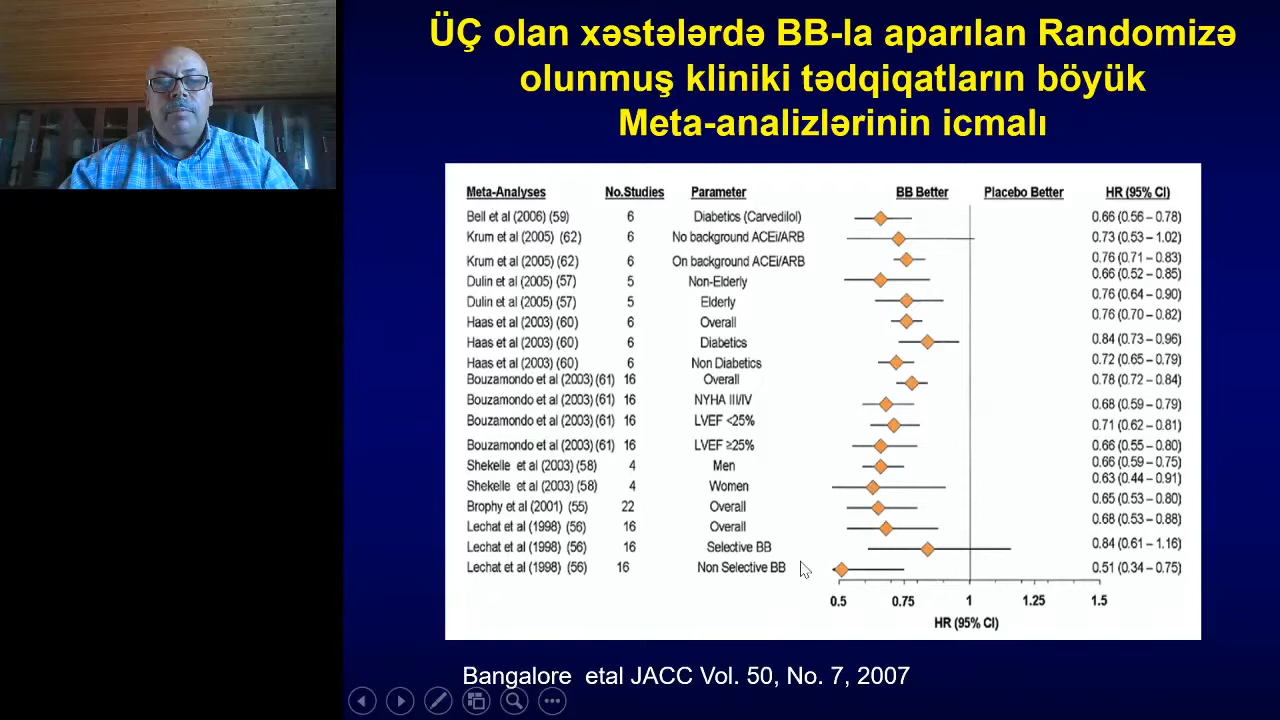 ÜÇ olan xəstələrdə BB-la aparılan Randomizə
olunmuş kliniki tədqiqatların böyük
Meta-analizlərinin icmalı
Meta-Analyses No.Studies Parameter BB Better Placebo Better HR (95% CI)
Bell et al (2006) (59) 6 Diabetics (Carvedilol) 0.66 (0.56 – 0.78)
Krum et al (2005) (62) 6 No background ACEi/ARB 0.73 (0.53 – 1.02)
Krum et al (2005) (62) 6 On background ACEi/ARB 0.76 (0.71 – 0.83)
Dulin et al (2005) (57) 5 Non-Elderly 0.66 (0.52 – 0.85)
Dulin et al (2005) (57) 5 Elderly 0.76 (0.64 – 0.90)
Haas et al (2003) (60) 6 Overall 0.76 (0.70 – 0.82)
Haas et al (2003) (60) 6 Diabetics 0.84 (0.73 – 0.96)
Haas et al (2003) (60) 6 Non Diabetics 0.72 (0.65 – 0.79)
Bouzamondo et al (2003) (61) 16 Overall 0.78 (0.72 – 0.84)
Bouzamondo et al (2003) (61) 16 NYHA III/IV 0.68 (0.59 – 0.79)
Bouzamondo et al (2003) (61) 16 LVEF <25% 0.71 (0.62 – 0.81)
Bouzamondo et al (2003) (61) 16 LVEF ≥25% 0.66 (0.55 – 0.80)
Shekelle et al (2003) (58) 4 Men 0.66 (0.59 – 0.75)
Shekelle et al (2003) (58) 4 Women 0.63 (0.44 – 0.91)
Brophy et al (2001) (55) 22 Overall 0.65 (0.53 – 0.80)
Lechat et al (1998) (56) 16 Overall 0.68 (0.53 – 0.88)
Lechat et al (1998) (56) 16 Selective BB 0.84 (0.61 – 1.16)
Lechat et al (1998) (56) 16 Non Selective BB 0.51 (0.34 – 0.75)
0.5 0.75 1 1.25 1.5
HR (95% CI)
Bangalore etal JACC Vol. 50, No. 7, 2007